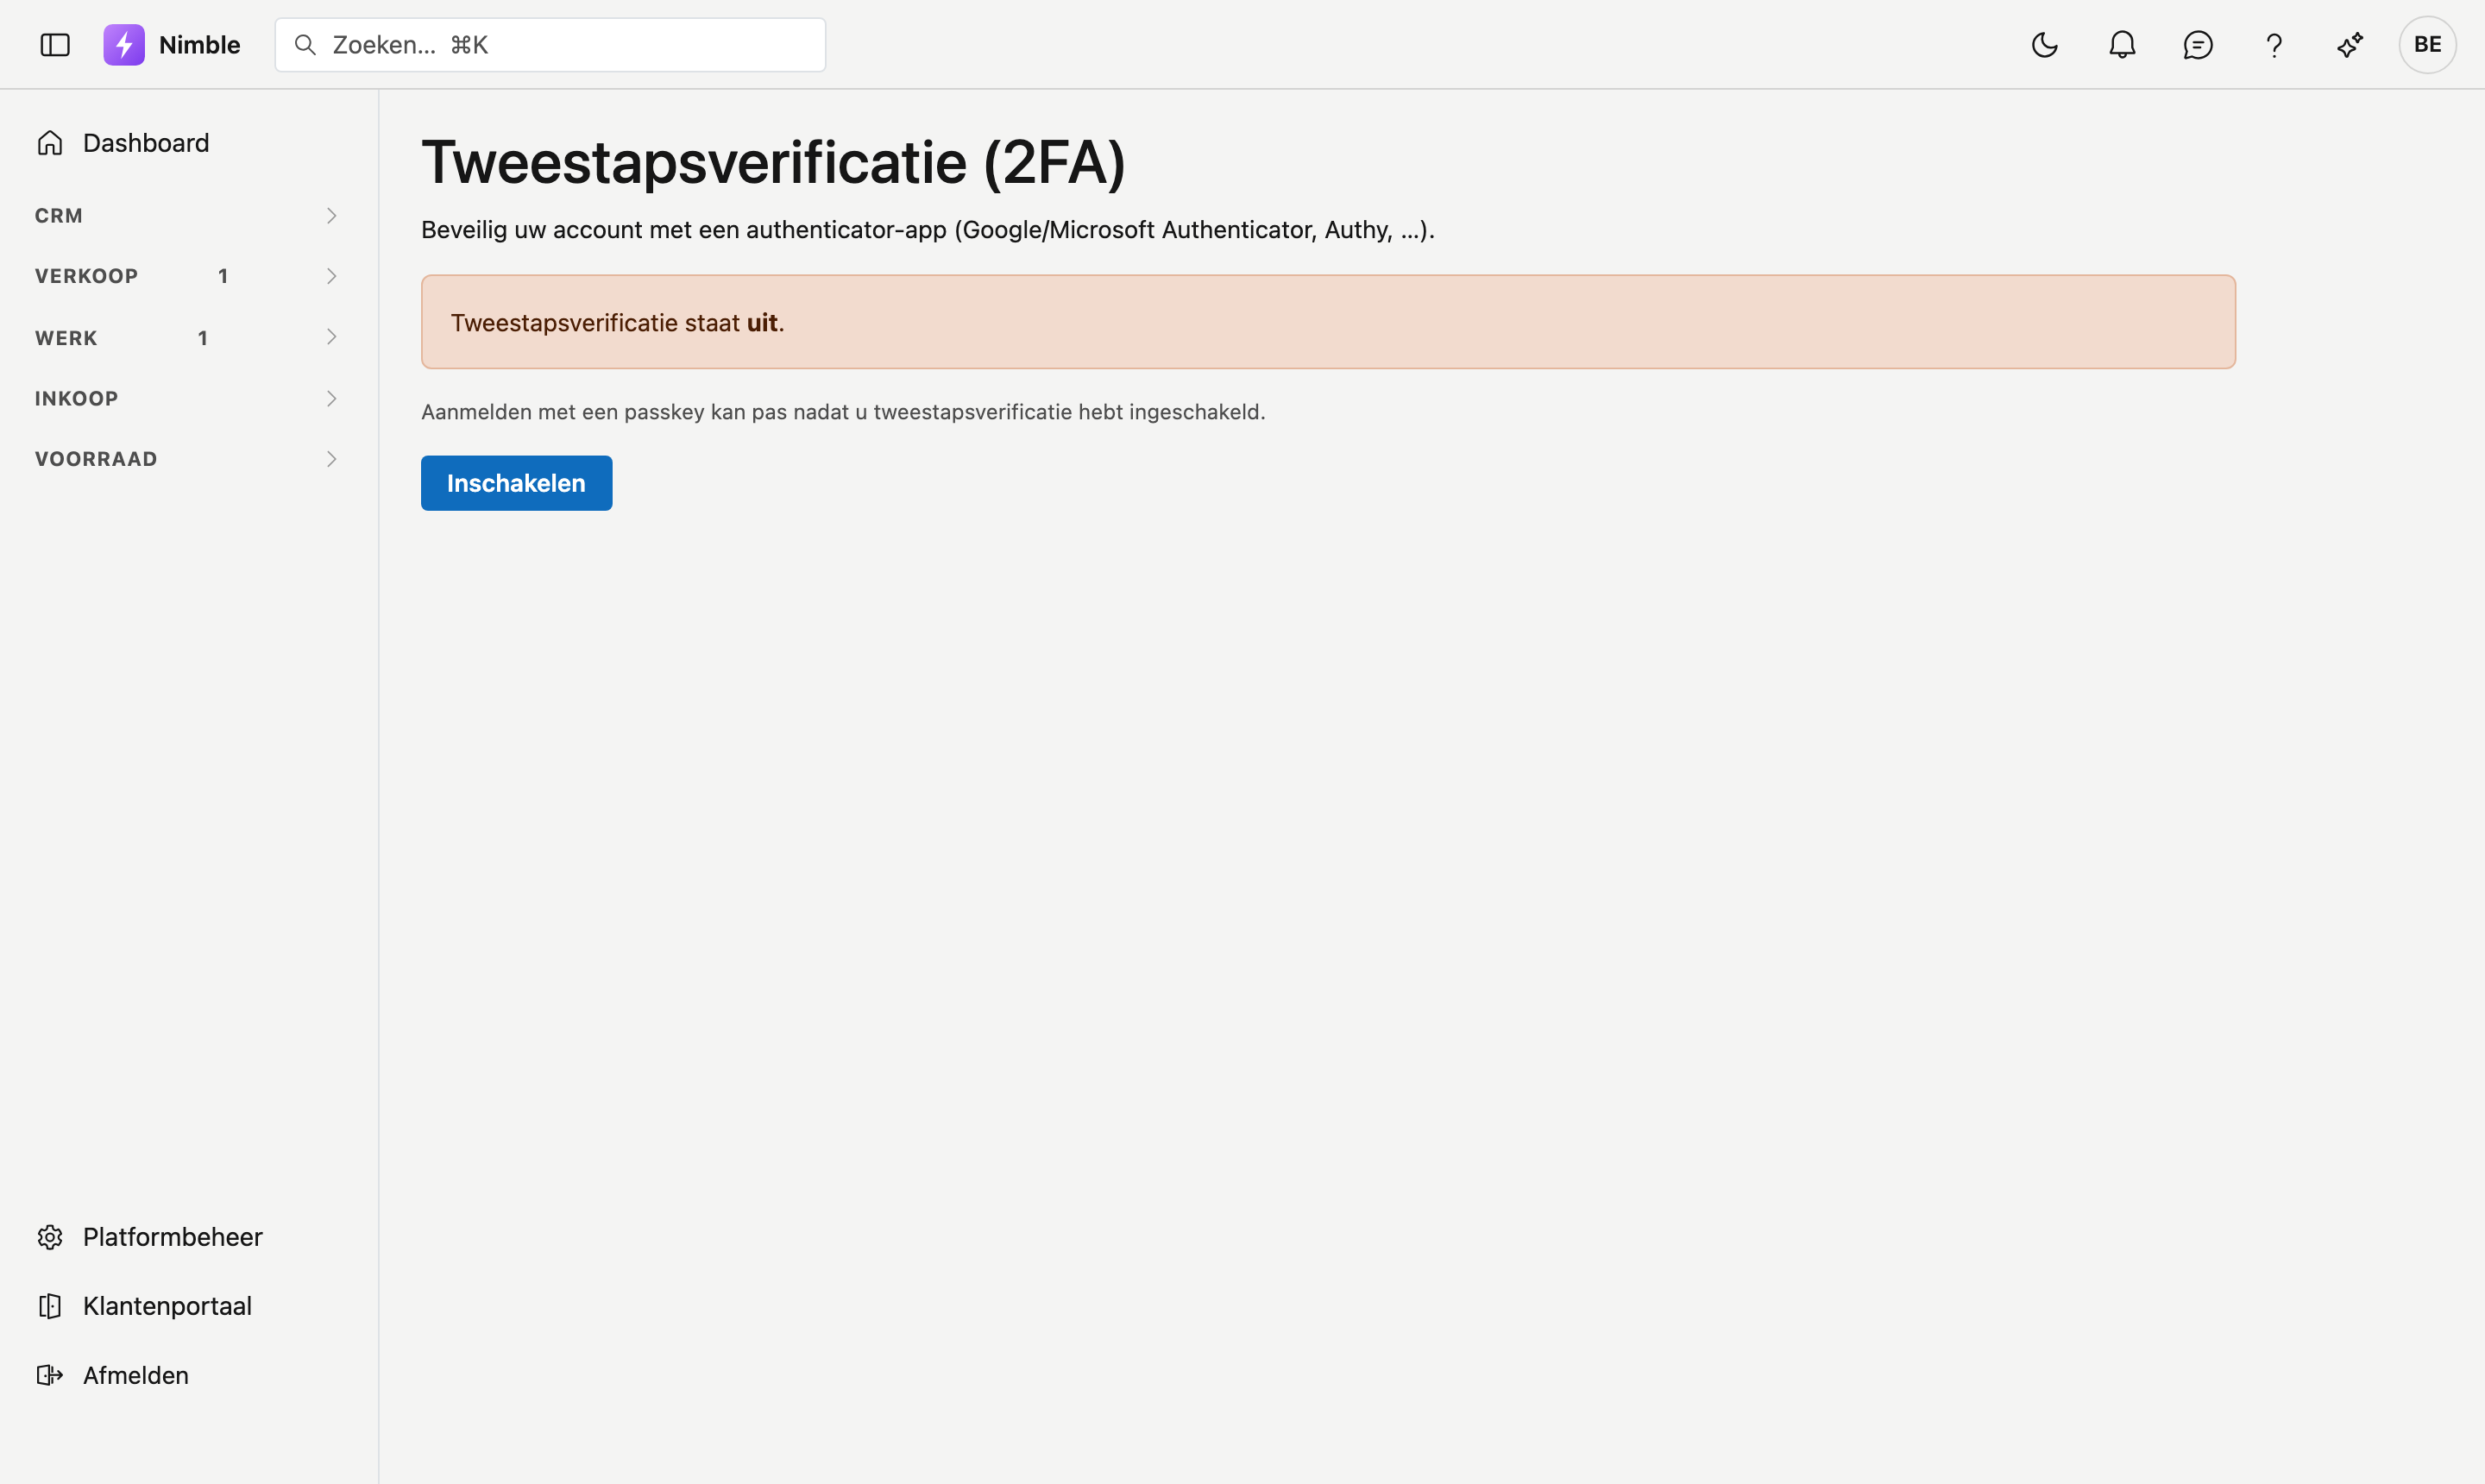 Nimble
Zoeken... ⌘K
BE
Dashboard
CRM
VERKOOP 1
WERK 1
INKOOP
VOORRAAD
Platformbeheer
Klantenportaal
Afmelden
Tweestapsverificatie (2FA)
Beveilig uw account met een authenticator-app (Google/Microsoft Authenticator, Authy, ...).
Tweestapsverificatie staat uit.
Aanmelden met een passkey kan pas nadat u tweestapsverificatie hebt ingeschakeld.
Inschakelen